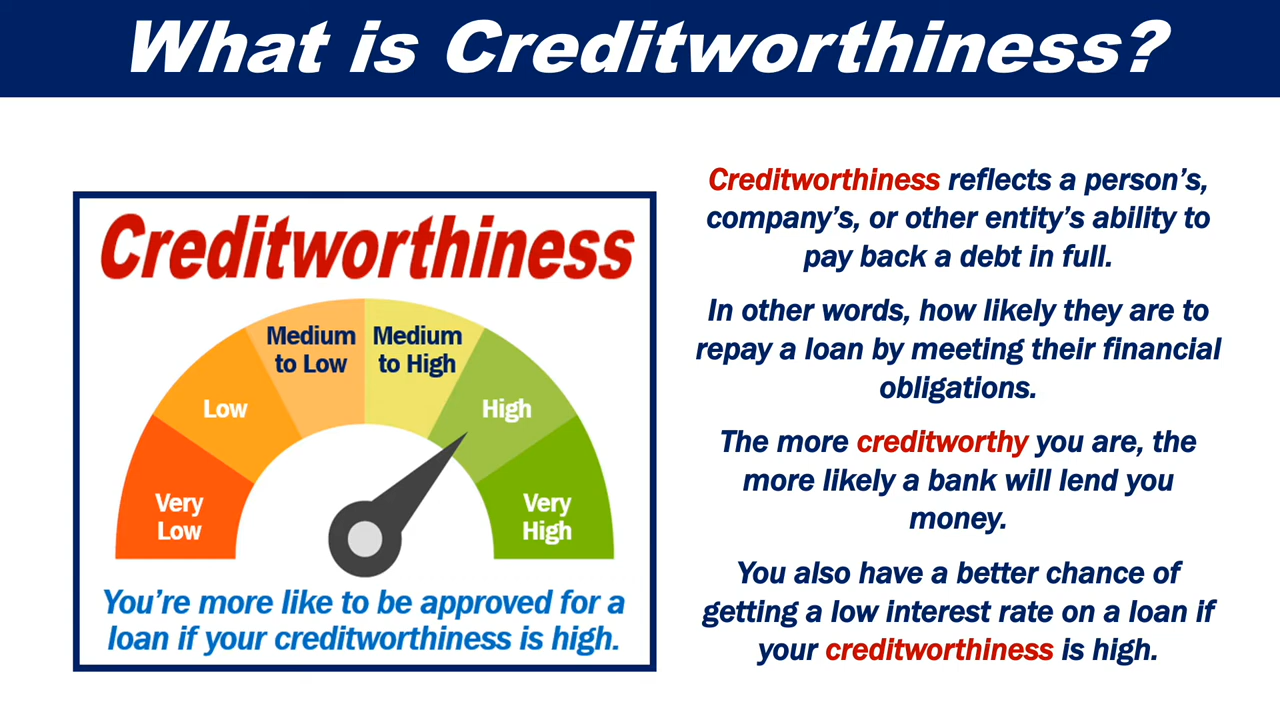 What is Creditworthiness?
Creditworthiness
Medium
to Low
Medium
to High
Low
High
Very
Low
Very
High
You're more like to be approved for a
loan if your creditworthiness is high.
Creditworthiness reflects a person's,
company's, or other entity's ability to
pay back a debt in full.
In other words, how likely they are to
repay a loan by meeting their financial
obligations.
The more creditworthy you are, the
more likely a bank will lend you
money.
You also have a better chance of
getting a low interest rate on a loan if
your creditworthiness is high.